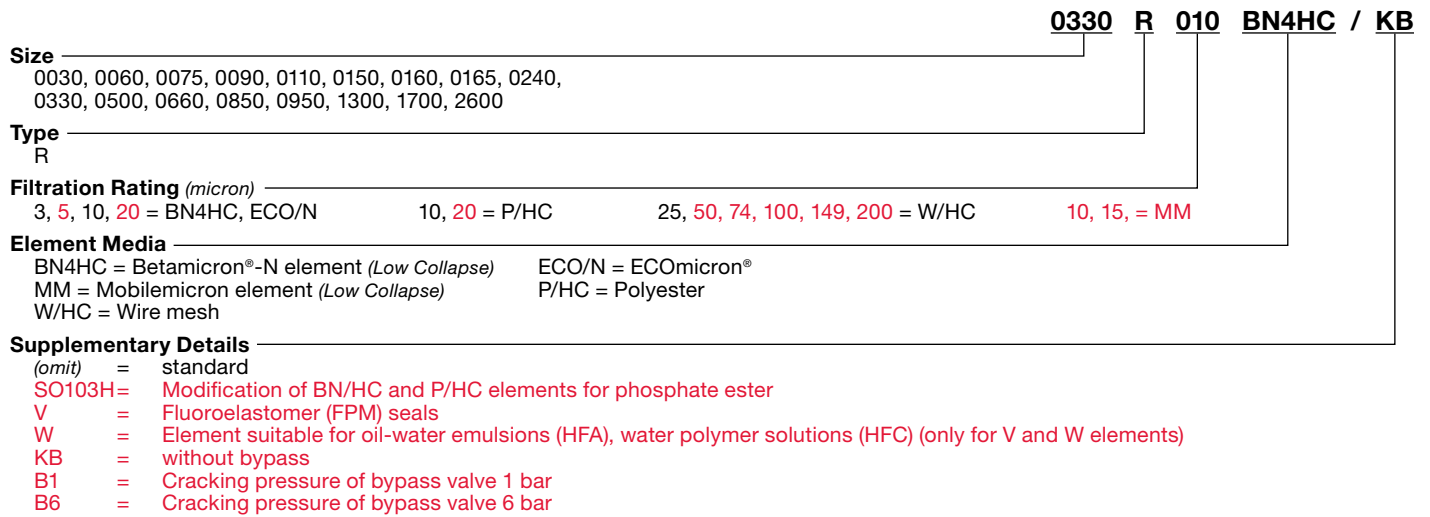 0330 R 010 BN4HC / KB
Size
0030, 0060, 0075, 0090, 0110, 0150, 0160, 0165, 0240,
0330, 0500, 0660, 0850, 0950, 1300, 1700, 2600
Type
R
Filtration Rating (micron)
3, 5, 10, 20 = BN4HC, ECO/N 10, 20 = P/HC 25, 50, 74, 100, 149, 200 = W/HC 10, 15, = MM
Element Media
BN4HC = Betamicron®-N element (Low Collapse) ECO/N = ECOmicron®
MM = Mobilemicron element (Low Collapse) P/HC = Polyester
W/HC = Wire mesh
Supplementary Details
(omit) = standard
SO103H = Modification of BN/HC and P/HC elements for phosphate ester
V = Fluoroelastomer (FPM) seals
W = Element suitable for oil-water emulsions (HFA), water polymer solutions (HFC) (only for V and W elements)
KB = without bypass
B1 = Cracking pressure of bypass valve 1 bar
B6 = Cracking pressure of bypass valve 6 bar